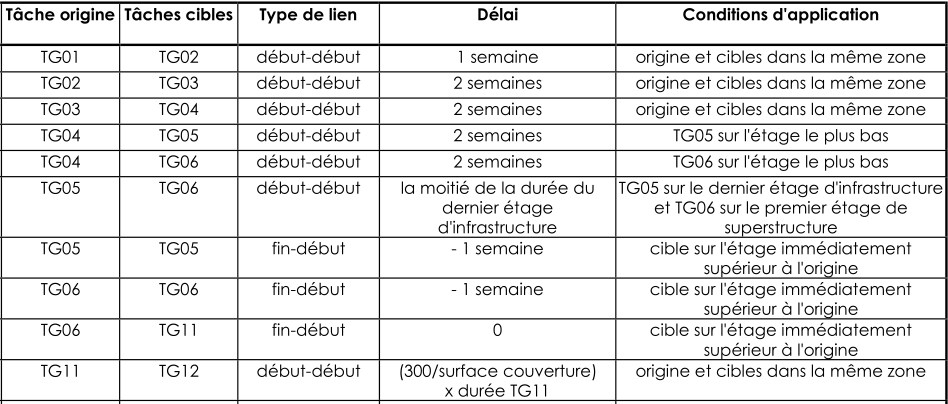 Tâche origine Tâches cibles Type de lien Délai Conditions d'application
TG01 TG02 début-début 1 semaine origine et cibles dans la même zone
TG02 TG03 début-début 2 semaines origine et cibles dans la même zone
TG03 TG04 début-début 2 semaines origine et cibles dans la même zone
TG04 TG05 début-début 2 semaines TG05 sur l'étage le plus bas
TG04 TG06 début-début 2 semaines TG06 sur l'étage le plus bas
TG05 TG06 début-début la moitié de la durée du TG05 sur le dernier étage d'infrastructure
dernier étage et TG06 sur le premier étage de
d'infrastructure superstructure
TG05 TG05 fin-début - 1 semaine cible sur l'étage immédiatement
supérieur à l'origine
TG06 TG06 fin-début - 1 semaine cible sur l'étage immédiatement
supérieur à l'origine
TG06 TG11 fin-début 0 cible sur l'étage immédiatement
supérieur à l'origine
TG11 TG12 début-début (300/surface couverture) origine et cibles dans la même zone
x durée TG11